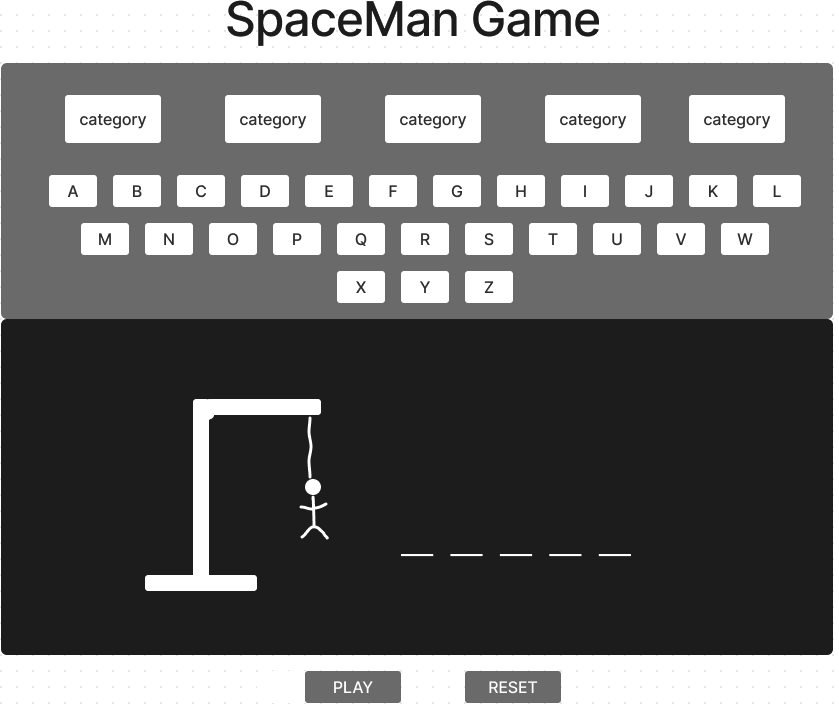 SpaceMan Game
category category category category category
A B C D E F G H I J K L
M N O P Q R S T U V W
X Y Z
PLAY RESET